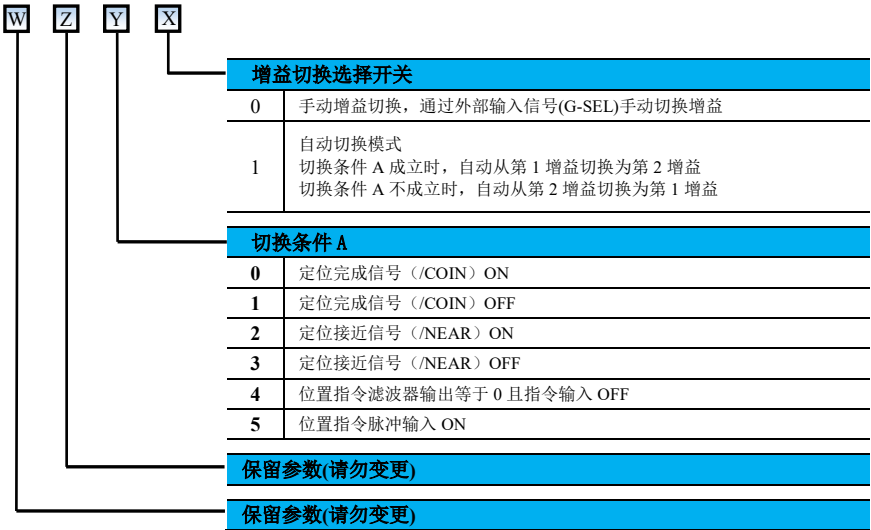 W Z Y X
增益切换选择开关
0 手动增益切换，通过外部输入信号(G-SEL)手动切换增益
自动切换模式
1 切换条件 A 成立时，自动从第 1 增益切换为第 2 增益
切换条件 A 不成立时，自动从第 2 增益切换为第 1 增益
切换条件 A
0 定位完成信号（/COIN）ON
1 定位完成信号（/COIN）OFF
2 定位接近信号（/NEAR）ON
3 定位接近信号（/NEAR）OFF
4 位置指令滤波器输出等于 0 且指令输入 OFF
5 位置指令脉冲输入 ON
保留参数(请勿变更)
保留参数(请勿变更)